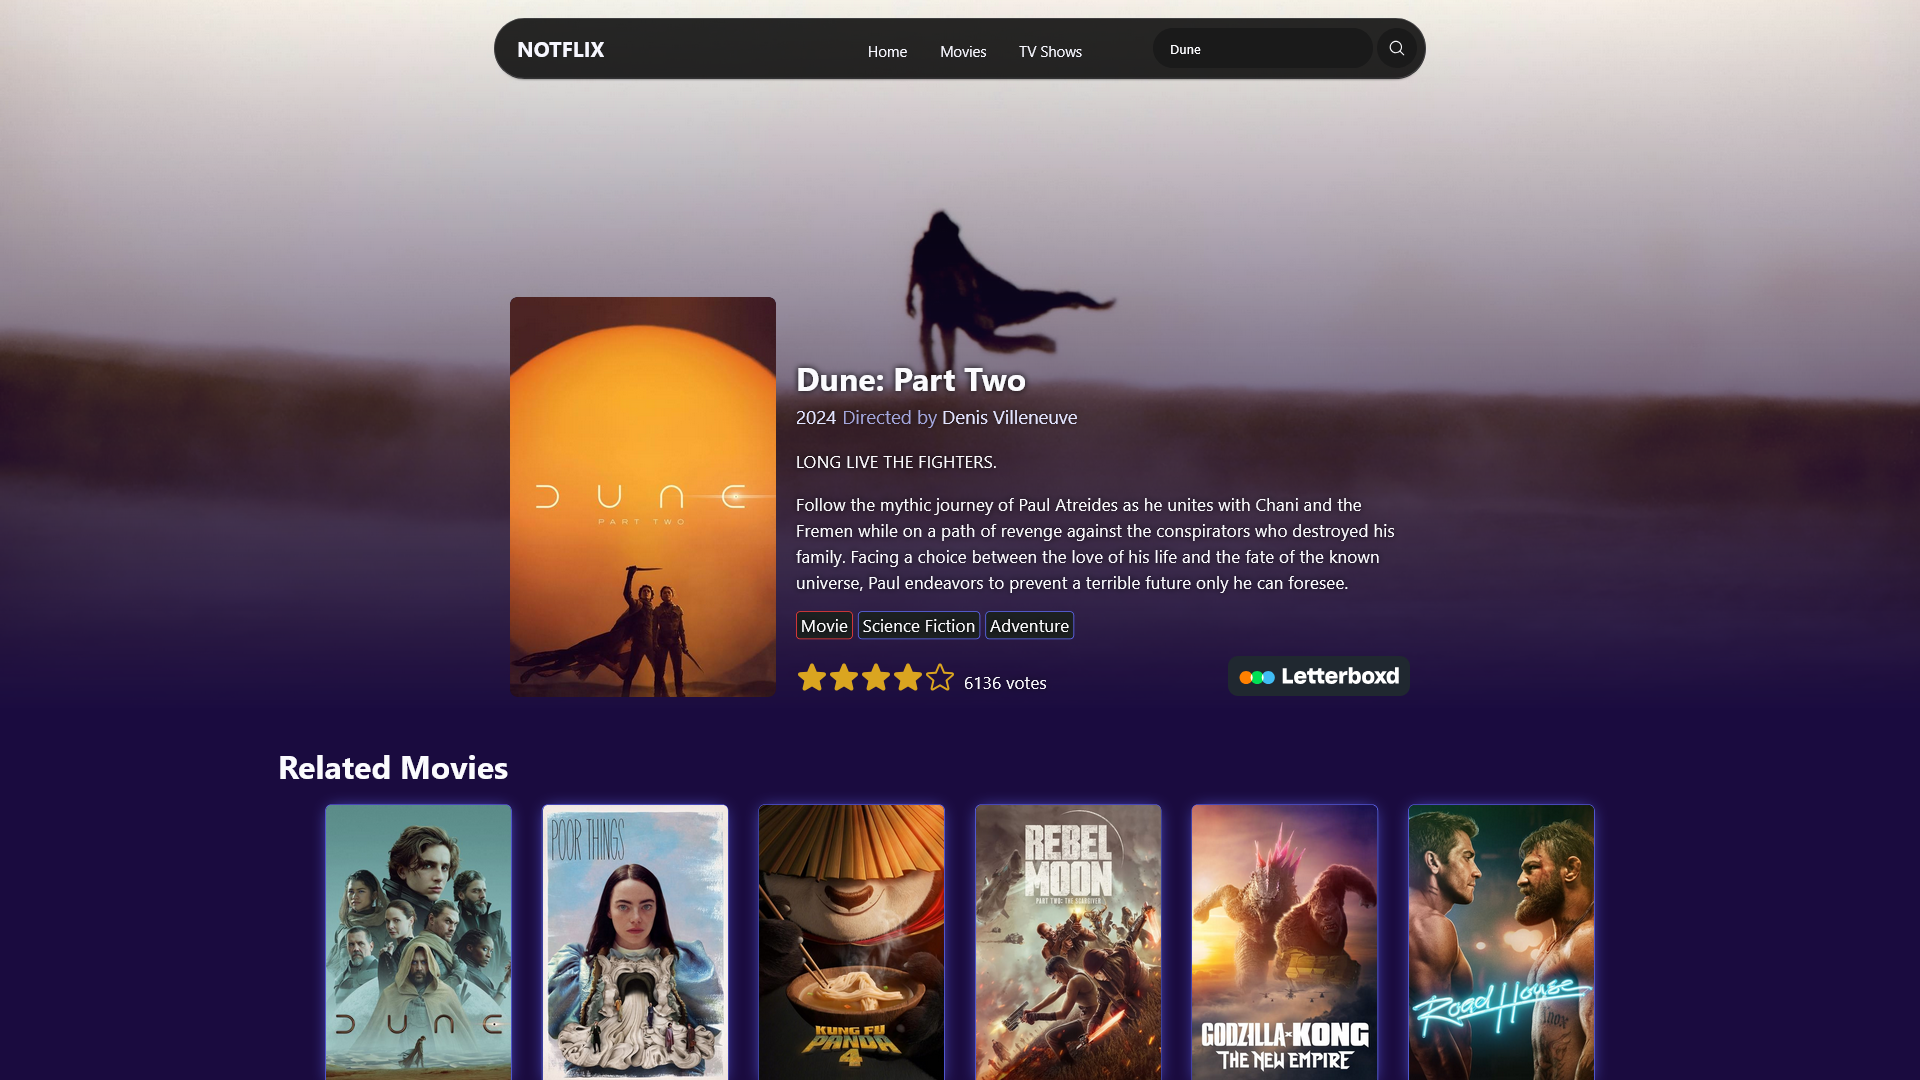 NOTFLIX
Home
Movies
TV Shows
Dune
DUNE
PART TWO
Dune: Part Two
2024 Directed by Denis Villeneuve
LONG LIVE THE FIGHTERS.
Follow the mythic journey of Paul Atreides as he unites with Chani and the
Fremen while on a path of revenge against the conspirators who destroyed his
family. Facing a choice between the love of his life and the fate of the known
universe, Paul endeavors to prevent a terrible future only he can foresee.
Movie
Science Fiction
Adventure
6136 votes
Letterboxd
Related Movies
DUNE
POOR THINGS
KUNG FU
PANDA
4
REBEL
MOON
PART TWO: THE SCARGIVER
GODZILLA x KONG
THE NEW EMPIRE
Road House